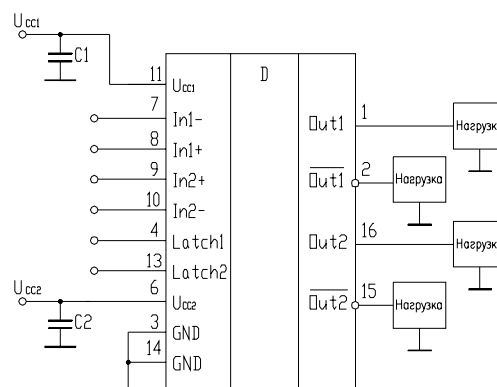 Ucc1
C1
D
11
Ucc1
7
In1-
8
In1+
9
In2+
10
In2-
4
Latch1
13
Latch2
Ucc2
6
Ucc2
C2
3
GND
14
GND
Out1
1
Нагрузк
Out1
2
Нагрузка
Out2
16
Нагрузк
Out2
15
Нагрузка